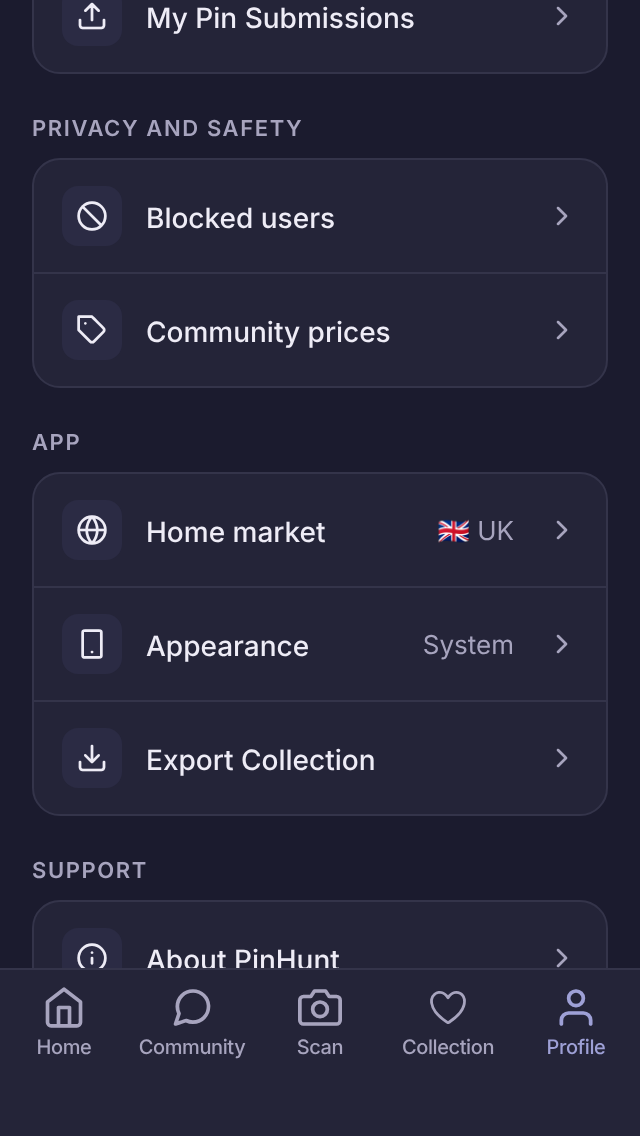 My Pin Submissions
PRIVACY AND SAFETY
Blocked users
Community prices
APP
Home market 🇬🇧 UK
Appearance System
Export Collection
SUPPORT
About PinHunt
Home Community Scan Collection Profile